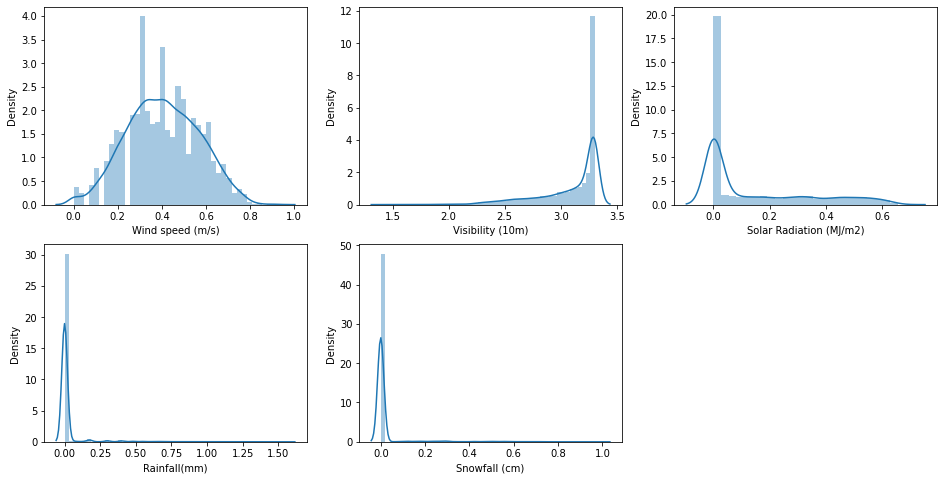 4.0
3.5
3.0
2.5
2.0
1.5
1.0
0.5
0.0
Density
0.0 0.2 0.4 0.6 0.8 1.0
Wind speed (m/s)
12
10
8
6
4
2
0
Density
1.5 2.0 2.5 3.0 3.5
Visibility (10m)
20.0
17.5
15.0
12.5
10.0
7.5
5.0
2.5
0.0
Density
0.0 0.2 0.4 0.6
Solar Radiation (MJ/m2)
30
25
20
15
10
5
0
Density
0.00 0.25 0.50 0.75 1.00 1.25 1.50
Rainfall(mm)
50
40
30
20
10
0
Density
0.0 0.2 0.4 0.6 0.8 1.0
Snowfall (cm)